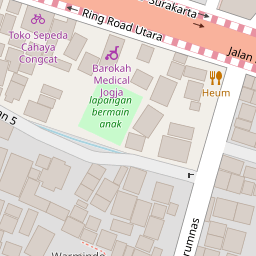 Surakarta
Ring Road Utara
Jalan
Toko Sepeda
Cahaya
Congcat
Barokah
Medical
Jogja
lapangan
bermain
anak
Heum
5
rumnas
Warmindo